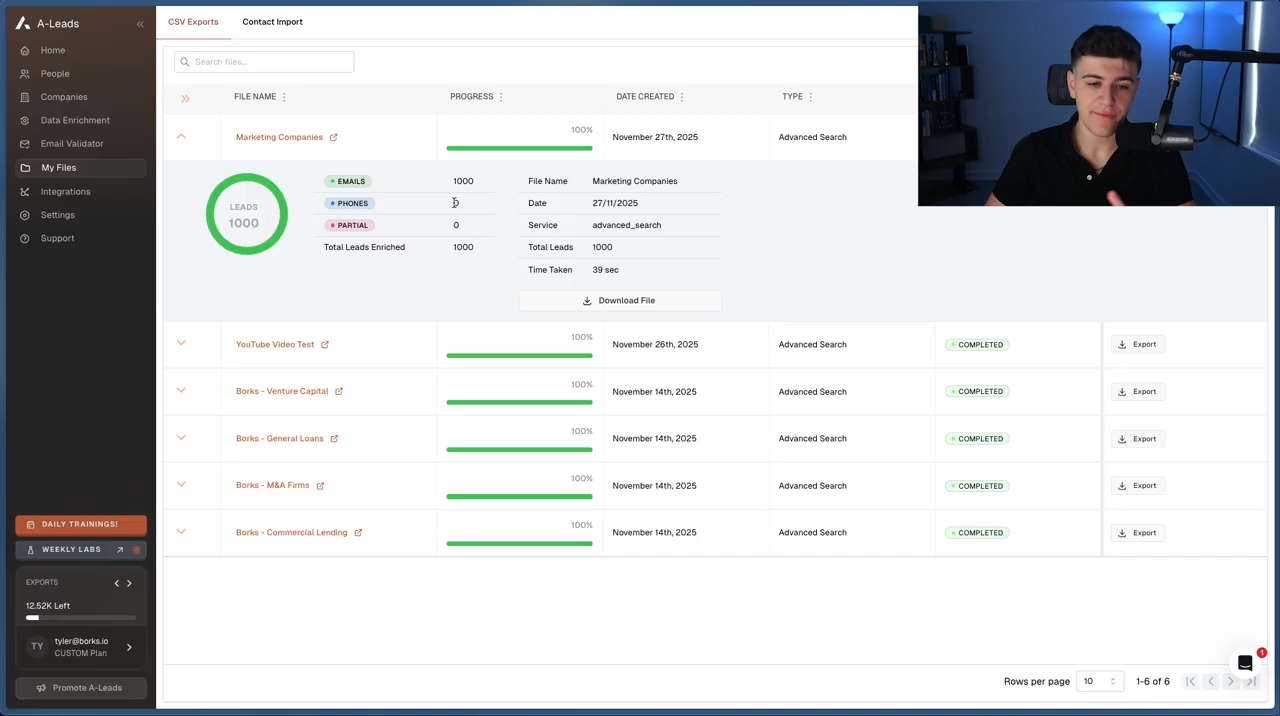 A-Leads
Home
People
Companies
Data Enrichment
Email Validator
My Files
Integrations
Settings
Support
DAILY TRAININGS!
WEEKLY LABS
EXPORTS
12.52K Left
TY
tyler@borks.io
CUSTOM Plan
Promote A-Leads
CSV Exports Contact Import
Search files...
FILE NAME PROGRESS DATE CREATED TYPE
Marketing Companies 100% November 27th, 2025 Advanced Search
LEADS
1000
EMAILS 1000
PHONES 0
PARTIAL 0
Total Leads Enriched 1000
File Name Marketing Companies
Date 27/11/2025
Service advanced_search
Total Leads 1000
Time Taken 39 sec
Download File
YouTube Video Test 100% November 26th, 2025 Advanced Search COMPLETED Export
Borks - Venture Capital 100% November 14th, 2025 Advanced Search COMPLETED Export
Borks - General Loans 100% November 14th, 2025 Advanced Search COMPLETED Export
Borks - M&A Firms 100% November 14th, 2025 Advanced Search COMPLETED Export
Borks - Commercial Lending 100% November 14th, 2025 Advanced Search COMPLETED Export
1
Rows per page 10 1-6 of 6